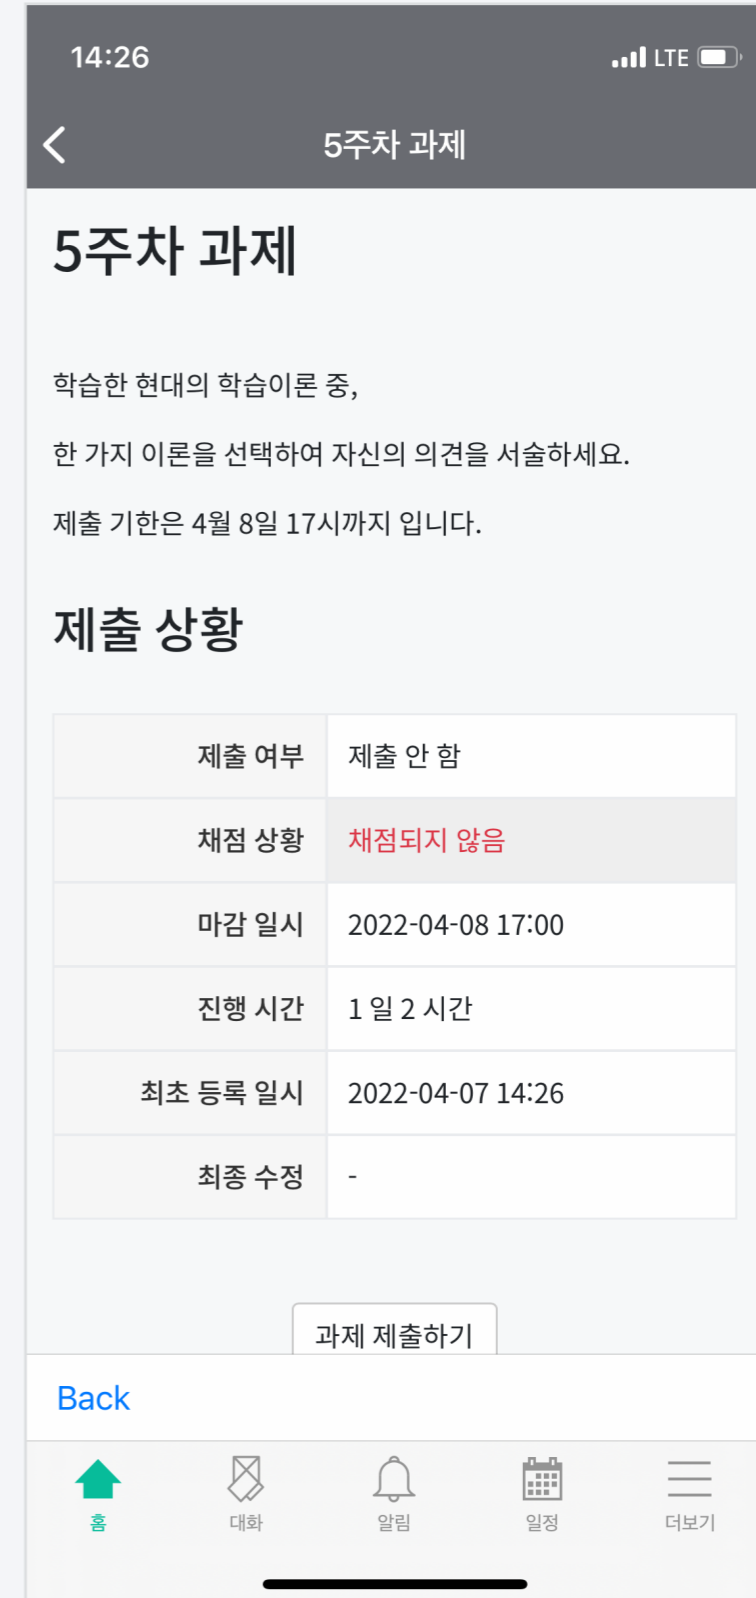 14:26
LTE
5주차 과제
5주차 과제
학습한 현대의 학습이론 중,
한 가지 이론을 선택하여 자신의 의견을 서술하세요.
제출 기한은 4월 8일 17시까지 입니다.
제출 상황
제출 여부 제출 안 함
채점 상황 채점되지 않음
마감 일시 2022-04-08 17:00
진행 시간 1 일 2 시간
최초 등록 일시 2022-04-07 14:26
최종 수정 -
과제 제출하기
Back
홈 대화 알림 일정 더보기